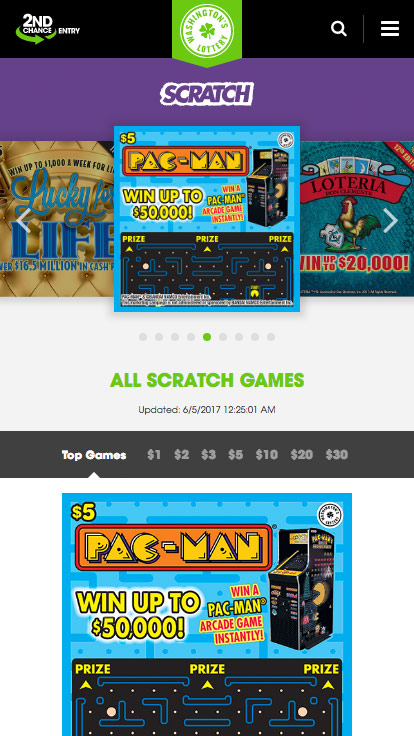 2ND
CHANCE ENTRY
WASHINGTON'S
LOTTERY
SCRATCH
WIN UP TO $1,000 A WEEK FOR
Lucky for
LIFE
OVER $16.5 MILLION IN CASH
$5
PAC-MAN
WIN UP TO
$50,000!
WIN A
PAC-MAN®
ARCADE GAME
INSTANTLY!
PRIZE PRIZE PRIZE
LOTERIA
DON CLEMENTE
WIN UP TO $20,000!
ALL SCRATCH GAMES
Updated: 6/5/2017 12:25:01 AM
Top Games $1 $2 $3 $5 $10 $20 $30
$5
WASHINGTON'S
LOTTERY
PAC-MAN
WIN UP TO
$50,000!
WIN A
PAC-MAN®
ARCADE GAME
INSTANTLY!
PRIZE PRIZE PRIZE